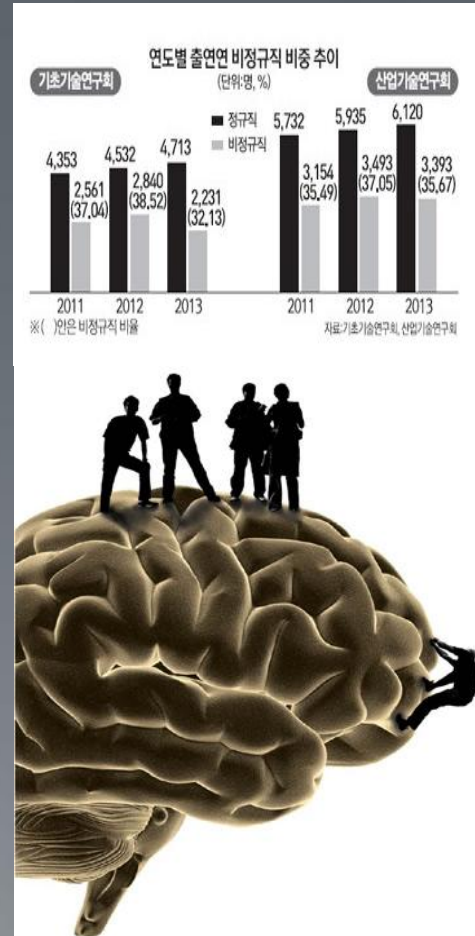 연도별 출연연 비정규직 비중 추이
(단위:명, %)
기초기술연구회
산업기술연구회
정규직
비정규직
4,353
2,561
(37.04)
4,532
2,840
(38.52)
4,713
2,231
(32.13)
5,732
3,154
(35.49)
5,935
3,493
(37.05)
6,120
3,393
(35.67)
2011 2012 2013
2011 2012 2013
※( )안은 비정규직 비율
자료:기초기술연구회, 산업기술연구회